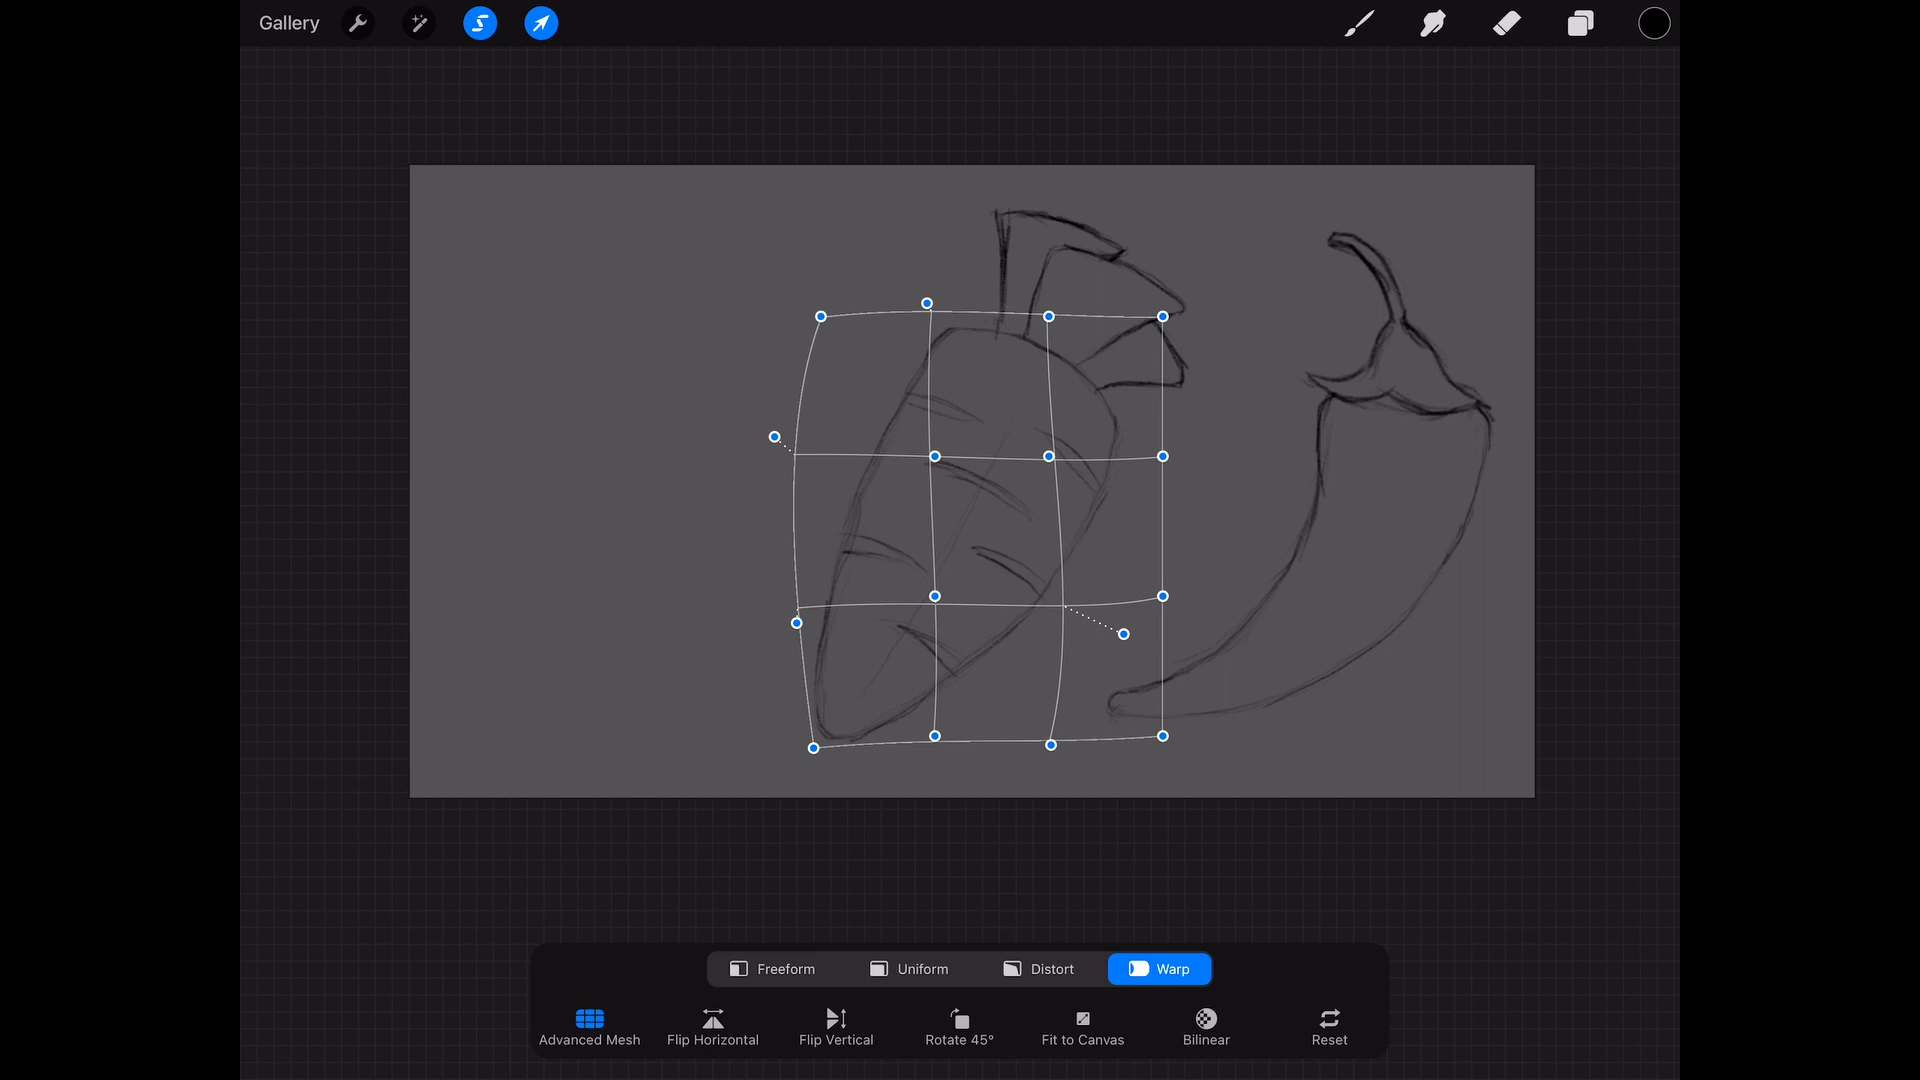 Gallery
Freeform Uniform Distort Warp
Advanced Mesh Flip Horizontal Flip Vertical Rotate 45° Fit to Canvas Bilinear Reset